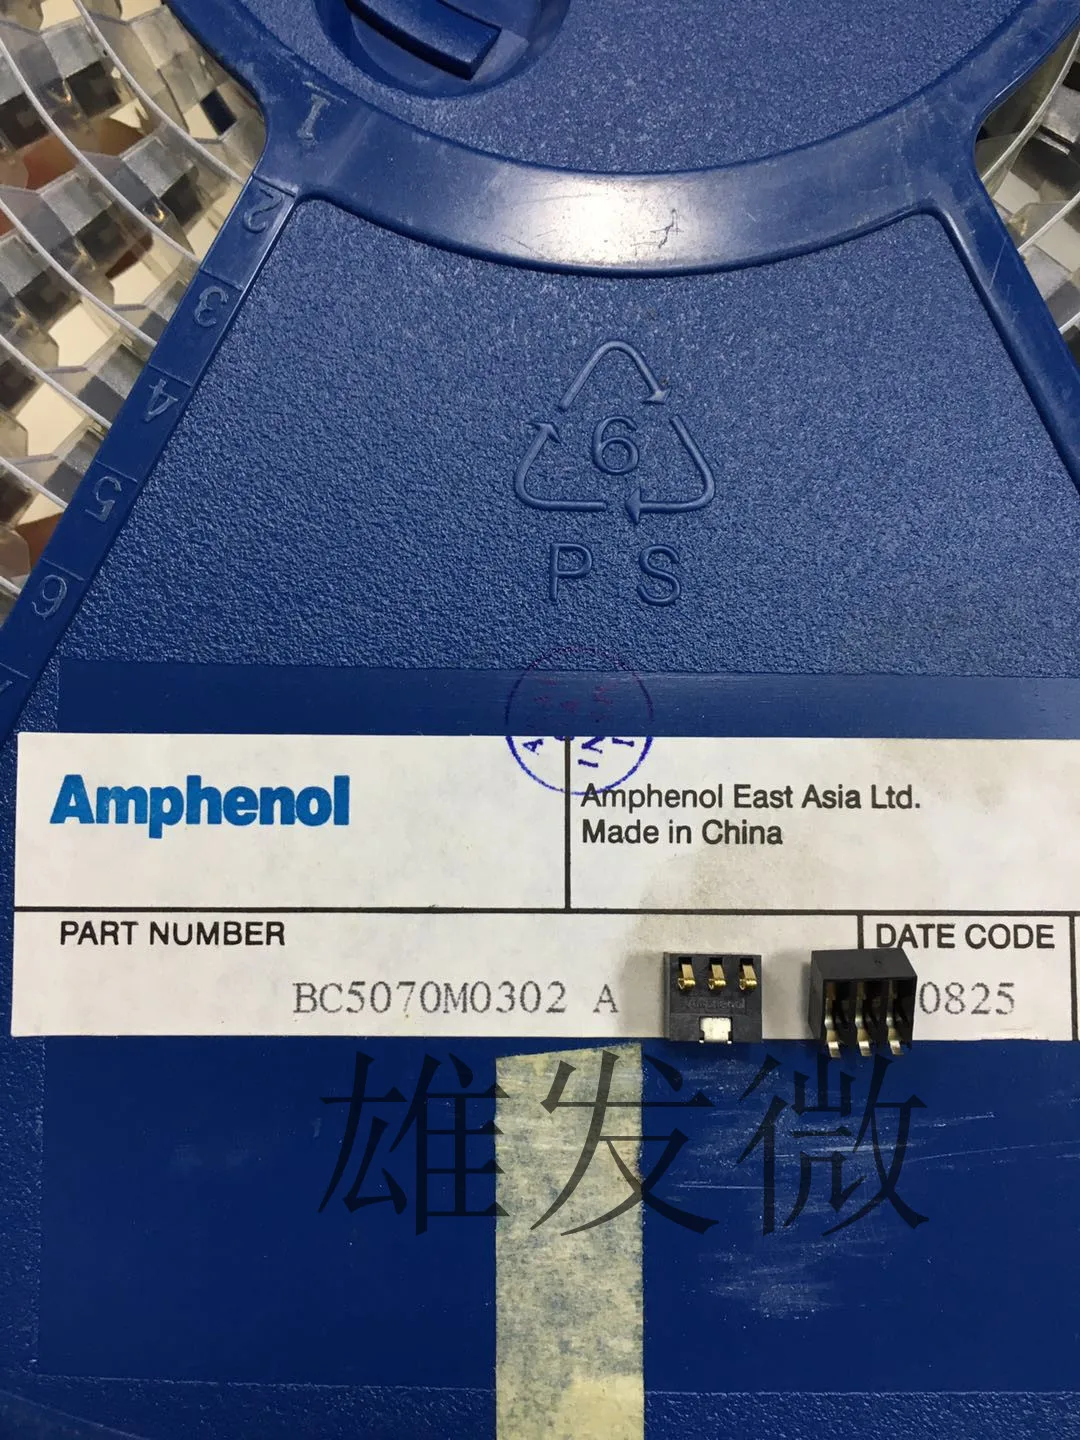 1
2
3
4
5
6
6
PS
Amphenol
Amphenol East Asia Ltd.
Made in China
PART NUMBER
DATE CODE
BC5070M0302 A
0825
Amphenol
雄发微